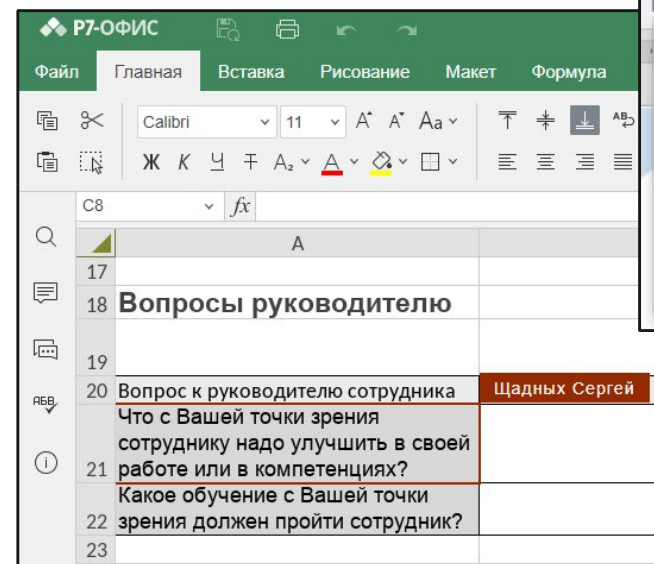 Р7-ОФИС
Файл Главная Вставка Рисование Макет Формула
Calibri 11 Aa
Ж К Ч Т A₂ A
C8 fx
A
17
18 Вопросы руководителю
19
20 Вопрос к руководителю сотрудника Щадных Сергей
Что с Вашей точки зрения
сотруднику надо улучшить в своей
21 работе или в компетенциях?
Какое обучение с Вашей точки
22 зрения должен пройти сотрудник?
23